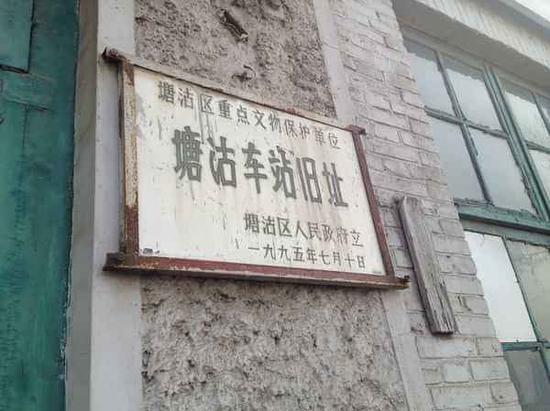 塘沽区重点文物保护单位
塘沽车站旧址
塘沽区人民政府立
一九九五年七月十日